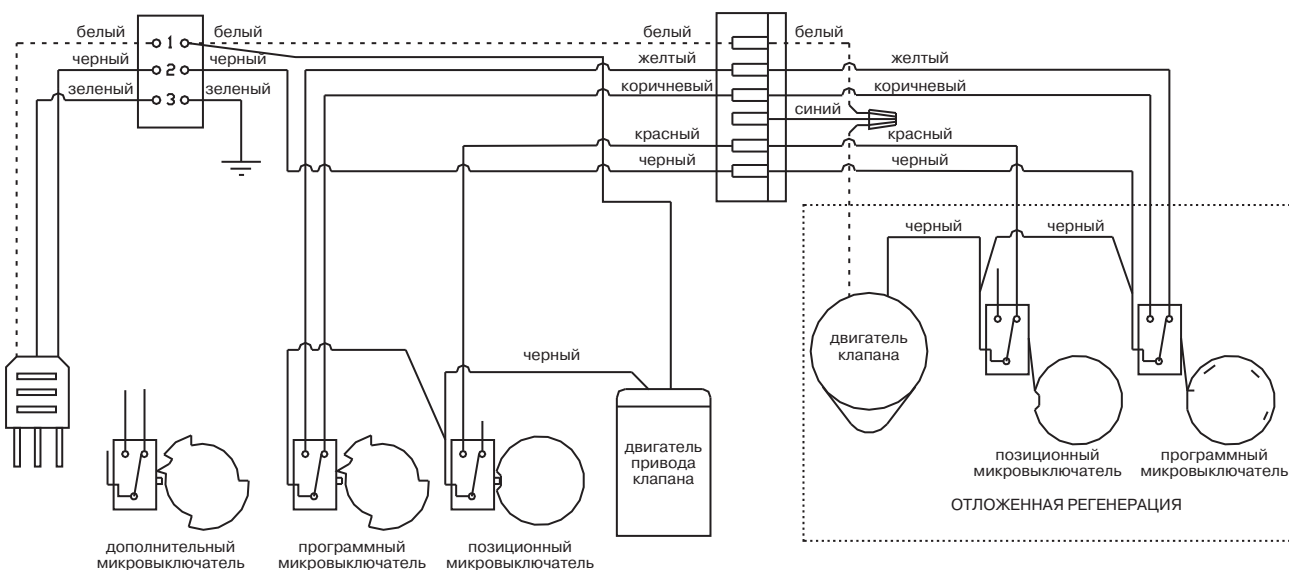 белый
белый
белый
белый
1
черный
черный
2
желтый
желтый
зеленый
зеленый
3
коричневый
коричневый
синий
красный
красный
черный
черный
черный
черный
двигатель
клапана
черный
двигатель
привода
клапана
позиционный
микровыключатель
программный
микровыключатель
ОТЛОЖЕННАЯ РЕГЕНЕРАЦИЯ
дополнительный
микровыключатель
программный
микровыключатель
позиционный
микровыключатель